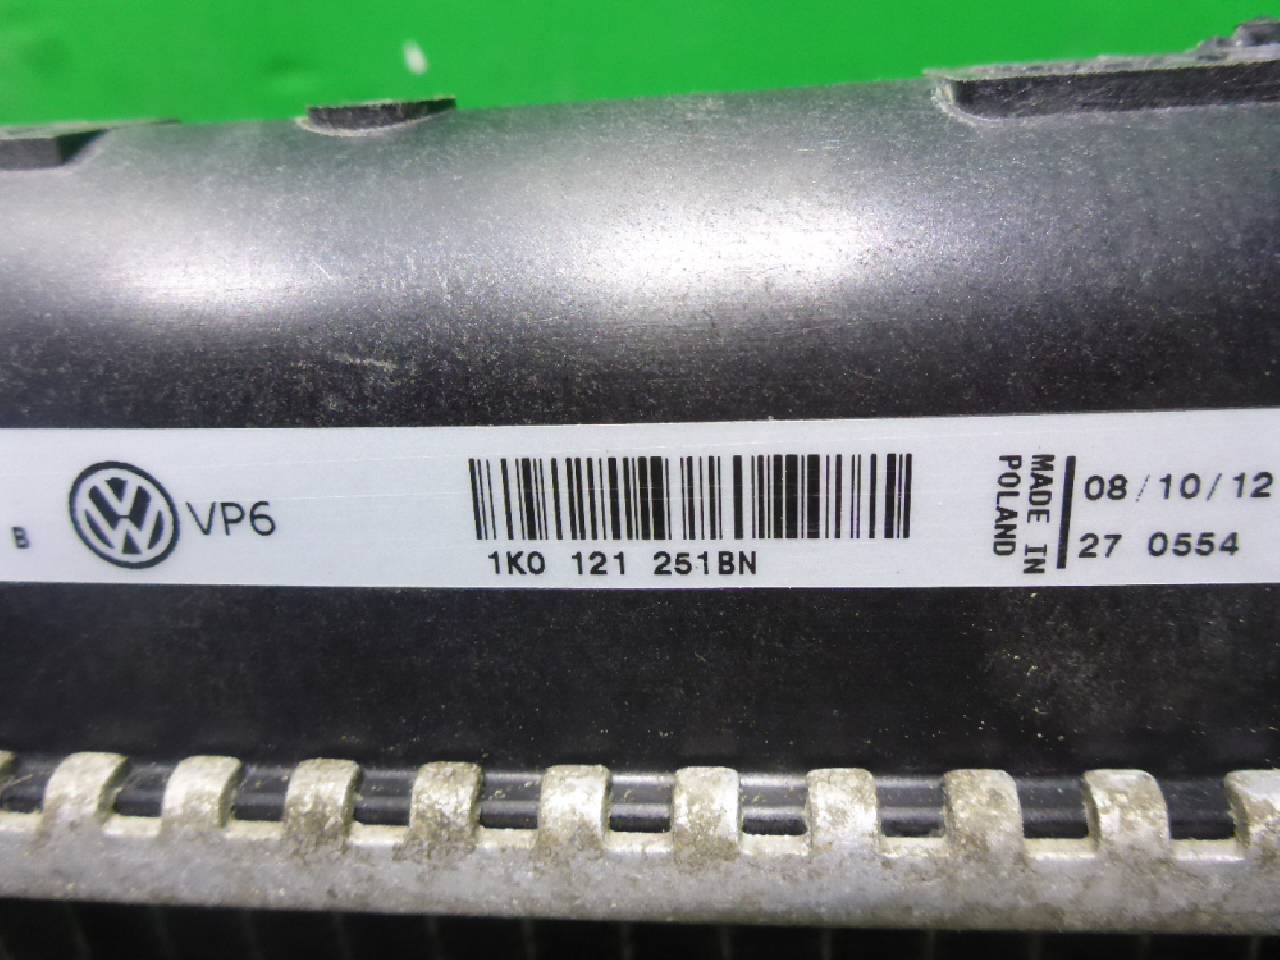 B
VP6
1K0 121 251BN
MADE IN
POLAND
08/10/12
27 0554